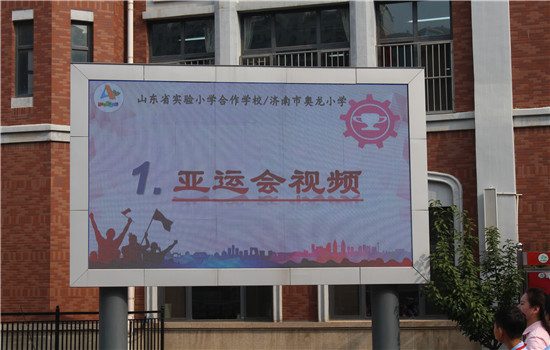 山东省实验小学合作学校/济南市奥龙小学
1. 亚运会视频